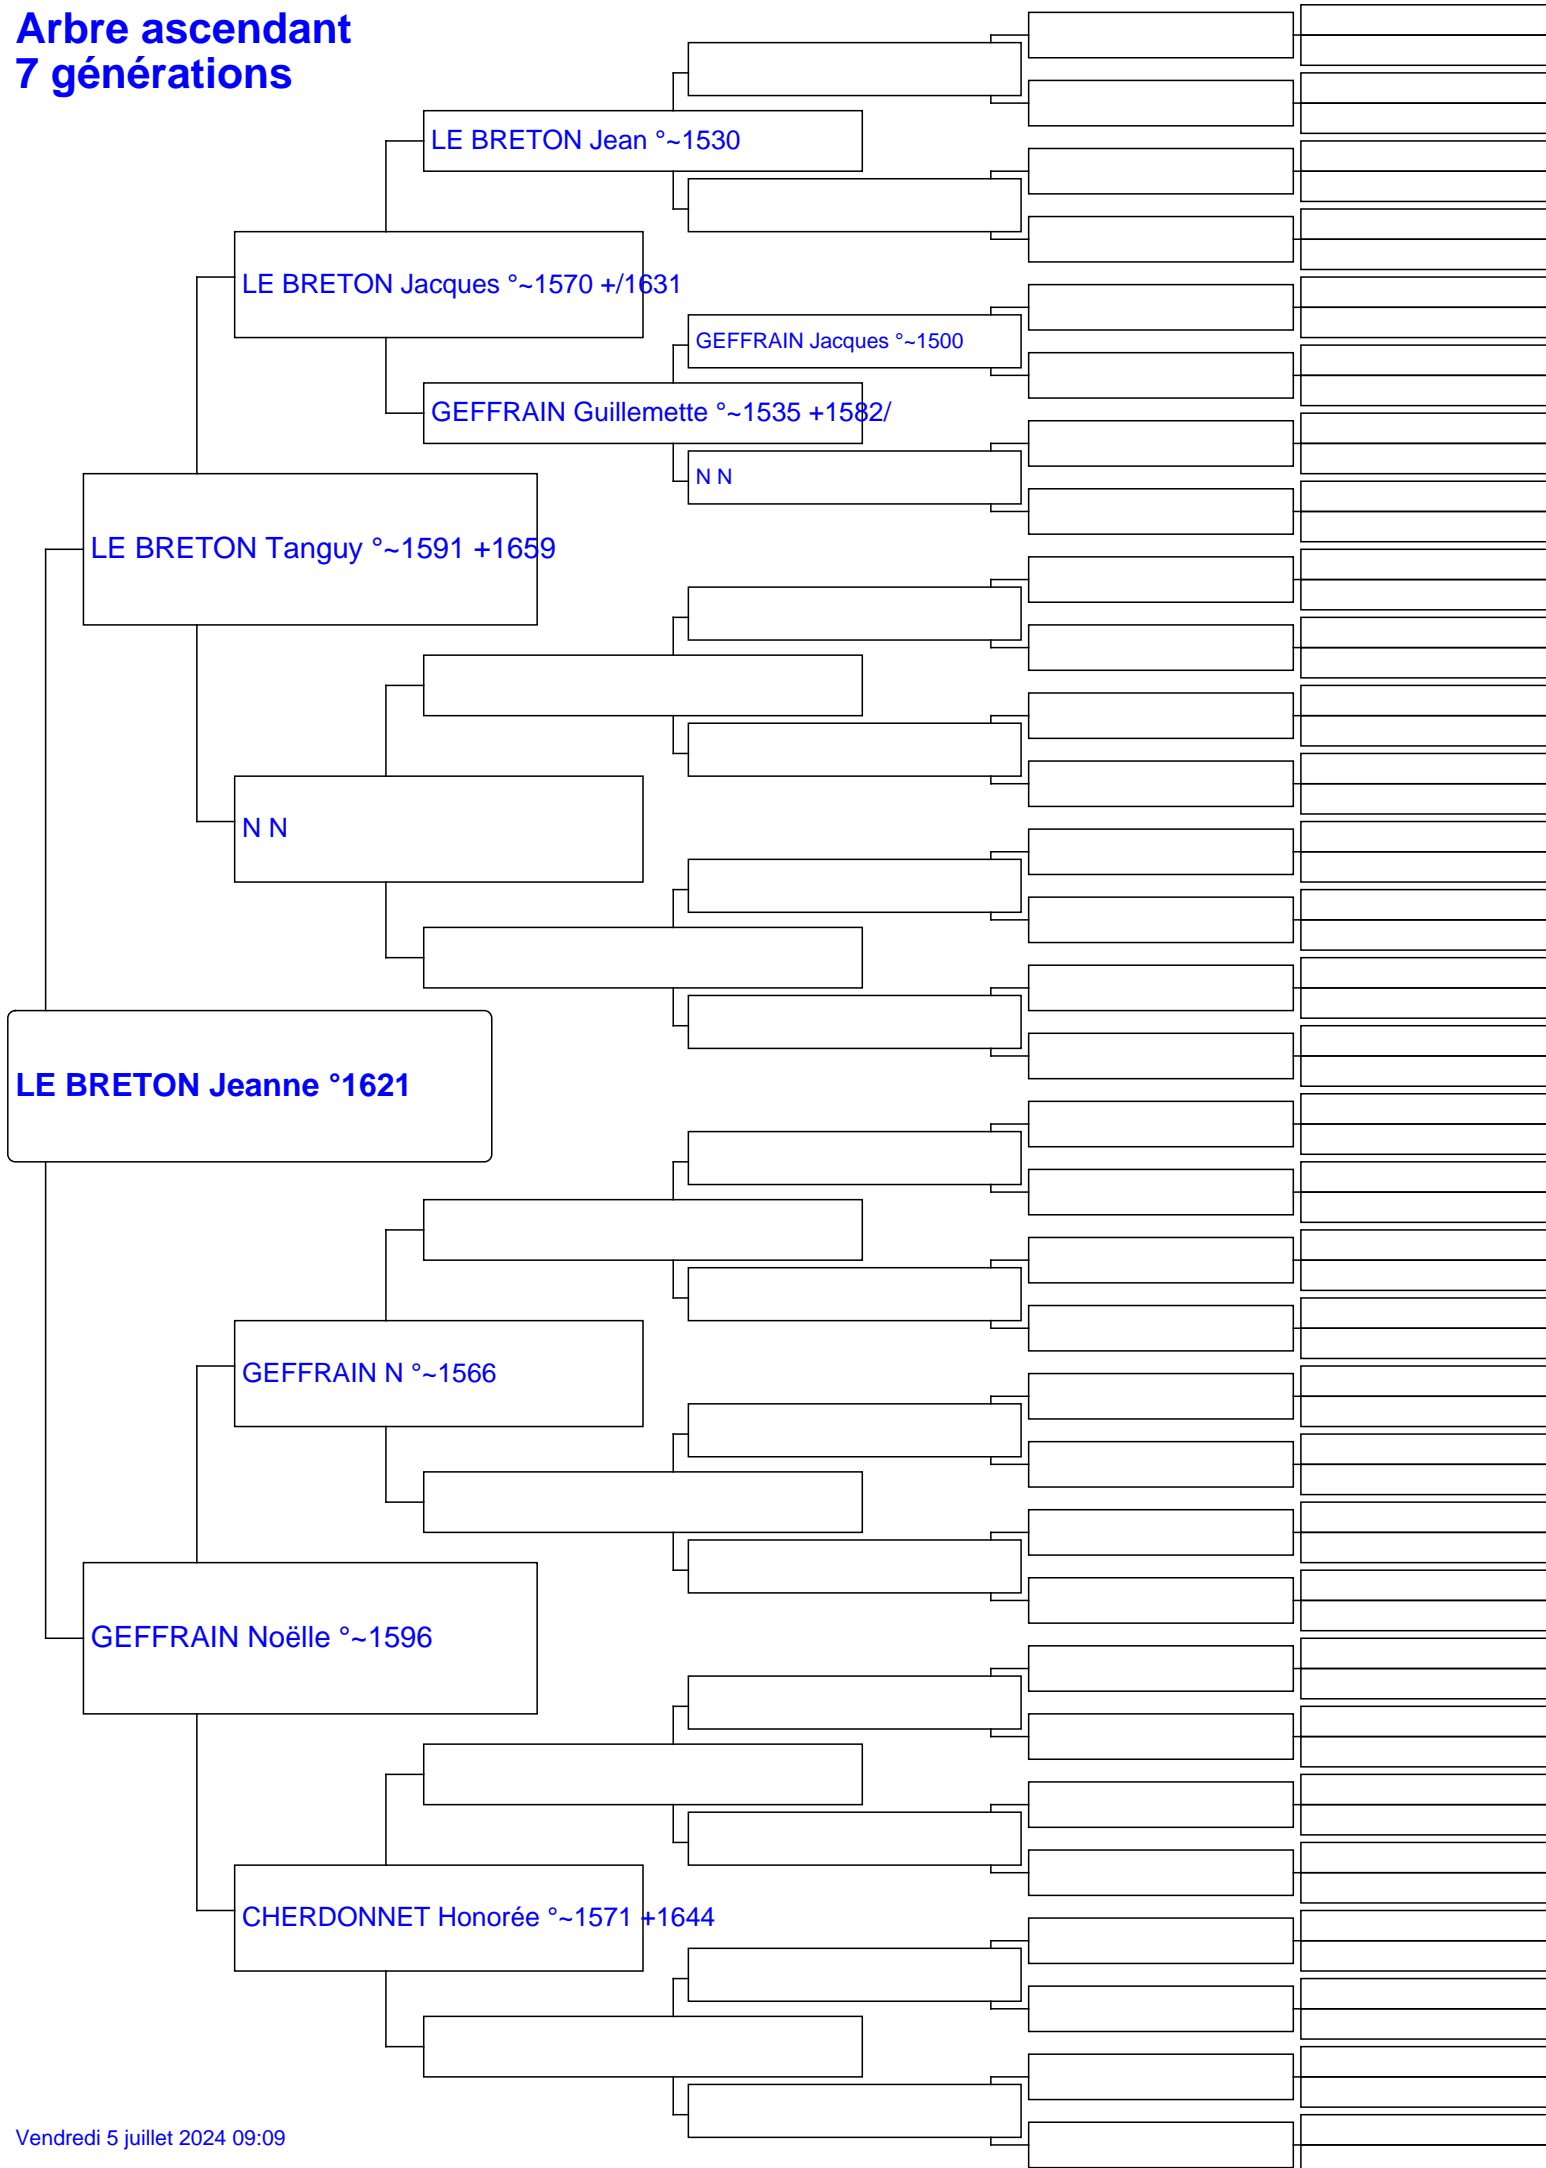 Arbre ascendant
7 générations
LE BRETON Jean °~1530
LE BRETON Jacques °~1570 +/1631
GEFFRAIN Jacques °~1500
GEFFRAIN Guillemette °~1535 +1582/
N N
LE BRETON Tanguy °~1591 +1659
N N
LE BRETON Jeanne °1621
GEFFRAIN N °~1566
GEFFRAIN Noëlle °~1596
CHERDONNET Honorée °~1571 +1644
Vendredi 5 juillet 2024 09:09